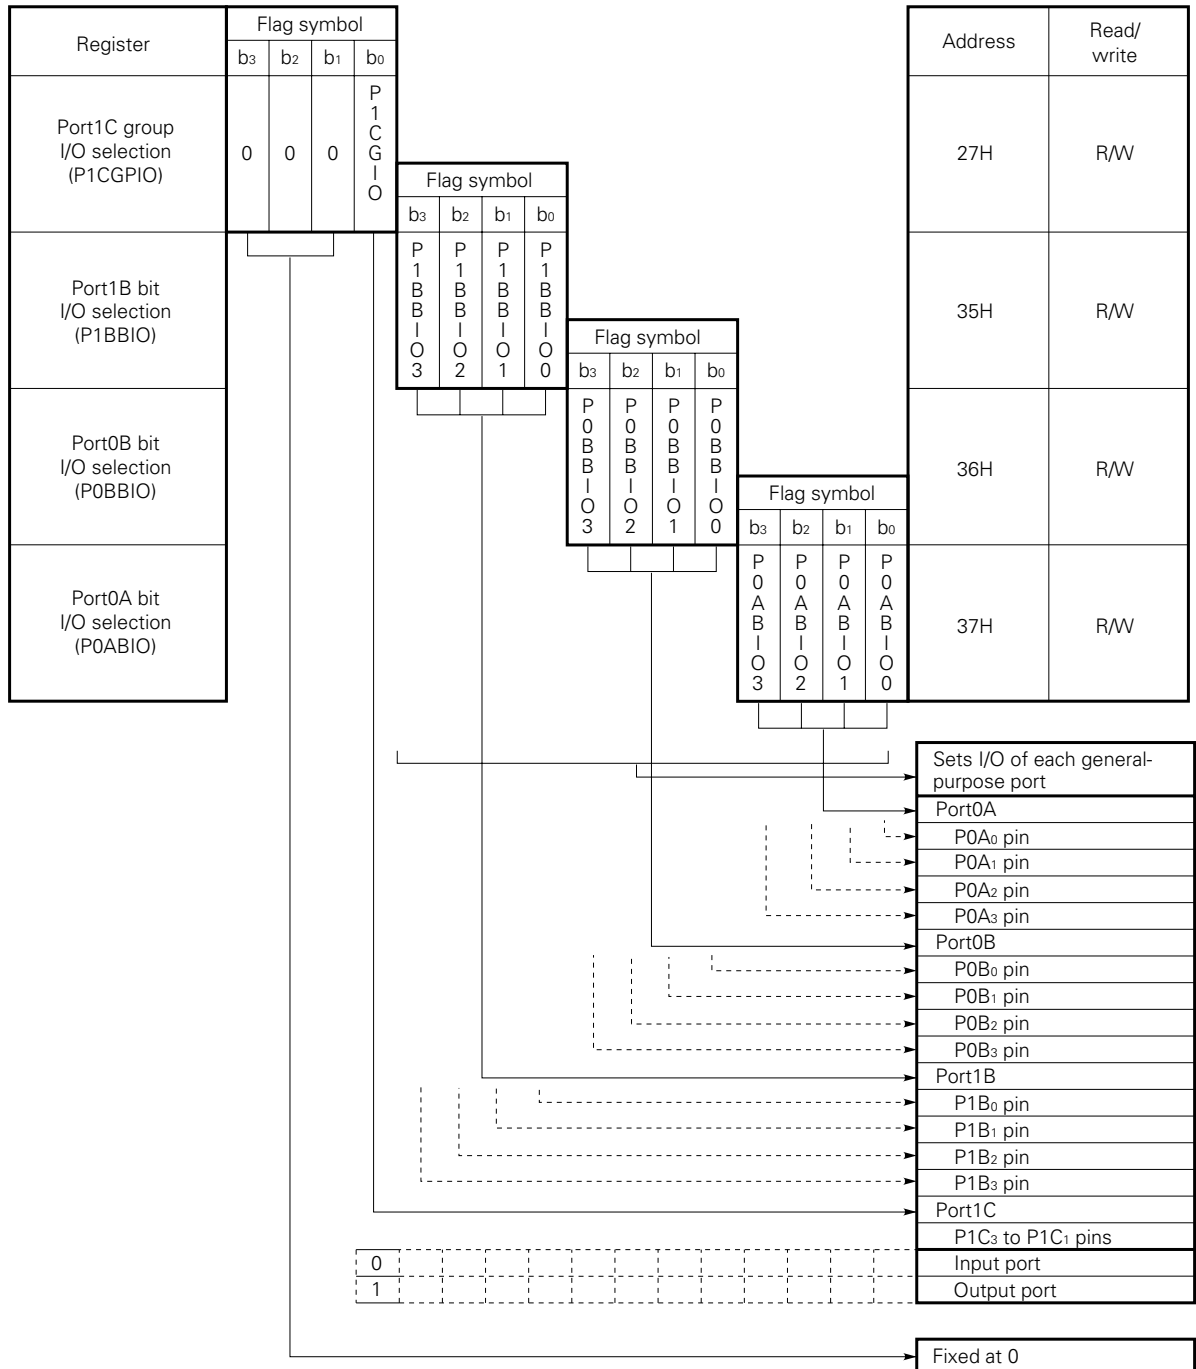 Register
Flag symbol
b3 b2 b1 b0
Address
Read/
write
Port1C group
I/O selection
(P1CGPIO)
0 0 0 P1CGIO
27H
R/W
Flag symbol
b3 b2 b1 b0
Port1B bit
I/O selection
(P1BBIO)
P1BBIO3 P1BBIO2 P1BBIO1 P1BBIO0
35H
R/W
Flag symbol
b3 b2 b1 b0
Port0B bit
I/O selection
(P0BBIO)
P0BBIO3 P0BBIO2 P0BBIO1 P0BBIO0
36H
R/W
Flag symbol
b3 b2 b1 b0
Port0A bit
I/O selection
(P0ABIO)
P0ABIO3 P0ABIO2 P0ABIO1 P0ABIO0
37H
R/W
Sets I/O of each general-
purpose port
Port0A
P0A0 pin
P0A1 pin
P0A2 pin
P0A3 pin
Port0B
P0B0 pin
P0B1 pin
P0B2 pin
P0B3 pin
Port1B
P1B0 pin
P1B1 pin
P1B2 pin
P1B3 pin
Port1C
P1C3 to P1C1 pins
0 Input port
1 Output port
Fixed at 0